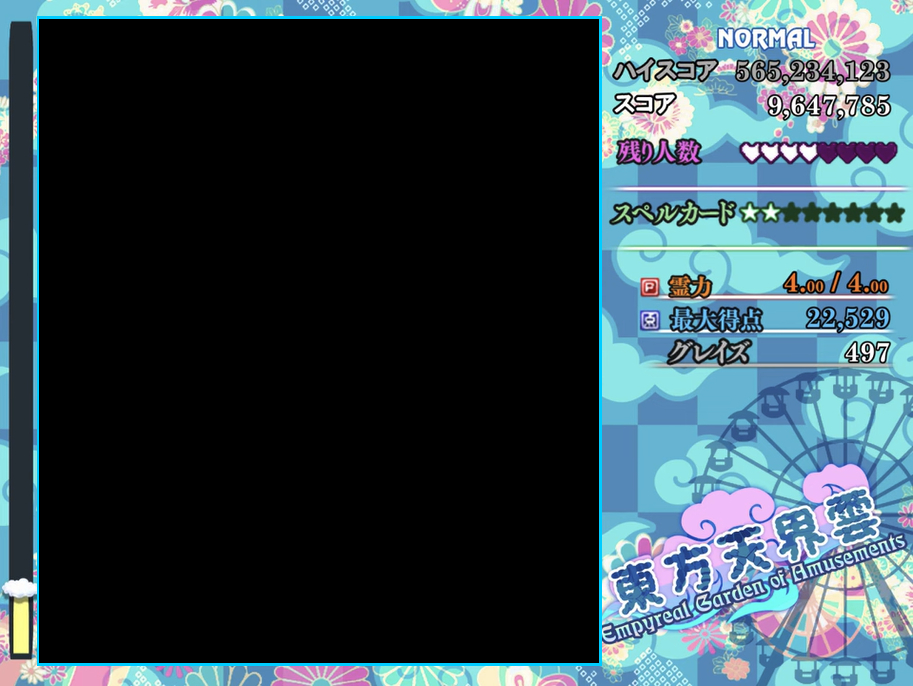 NORMAL
ハイスコア 565,234,123
スコア 9,647,785
残り人数
スペルカード
P 霊力 4.00 / 4.00
最大得点 22,529
グレイズ 497
東方天界雲
Empyreal Garden of Amusements